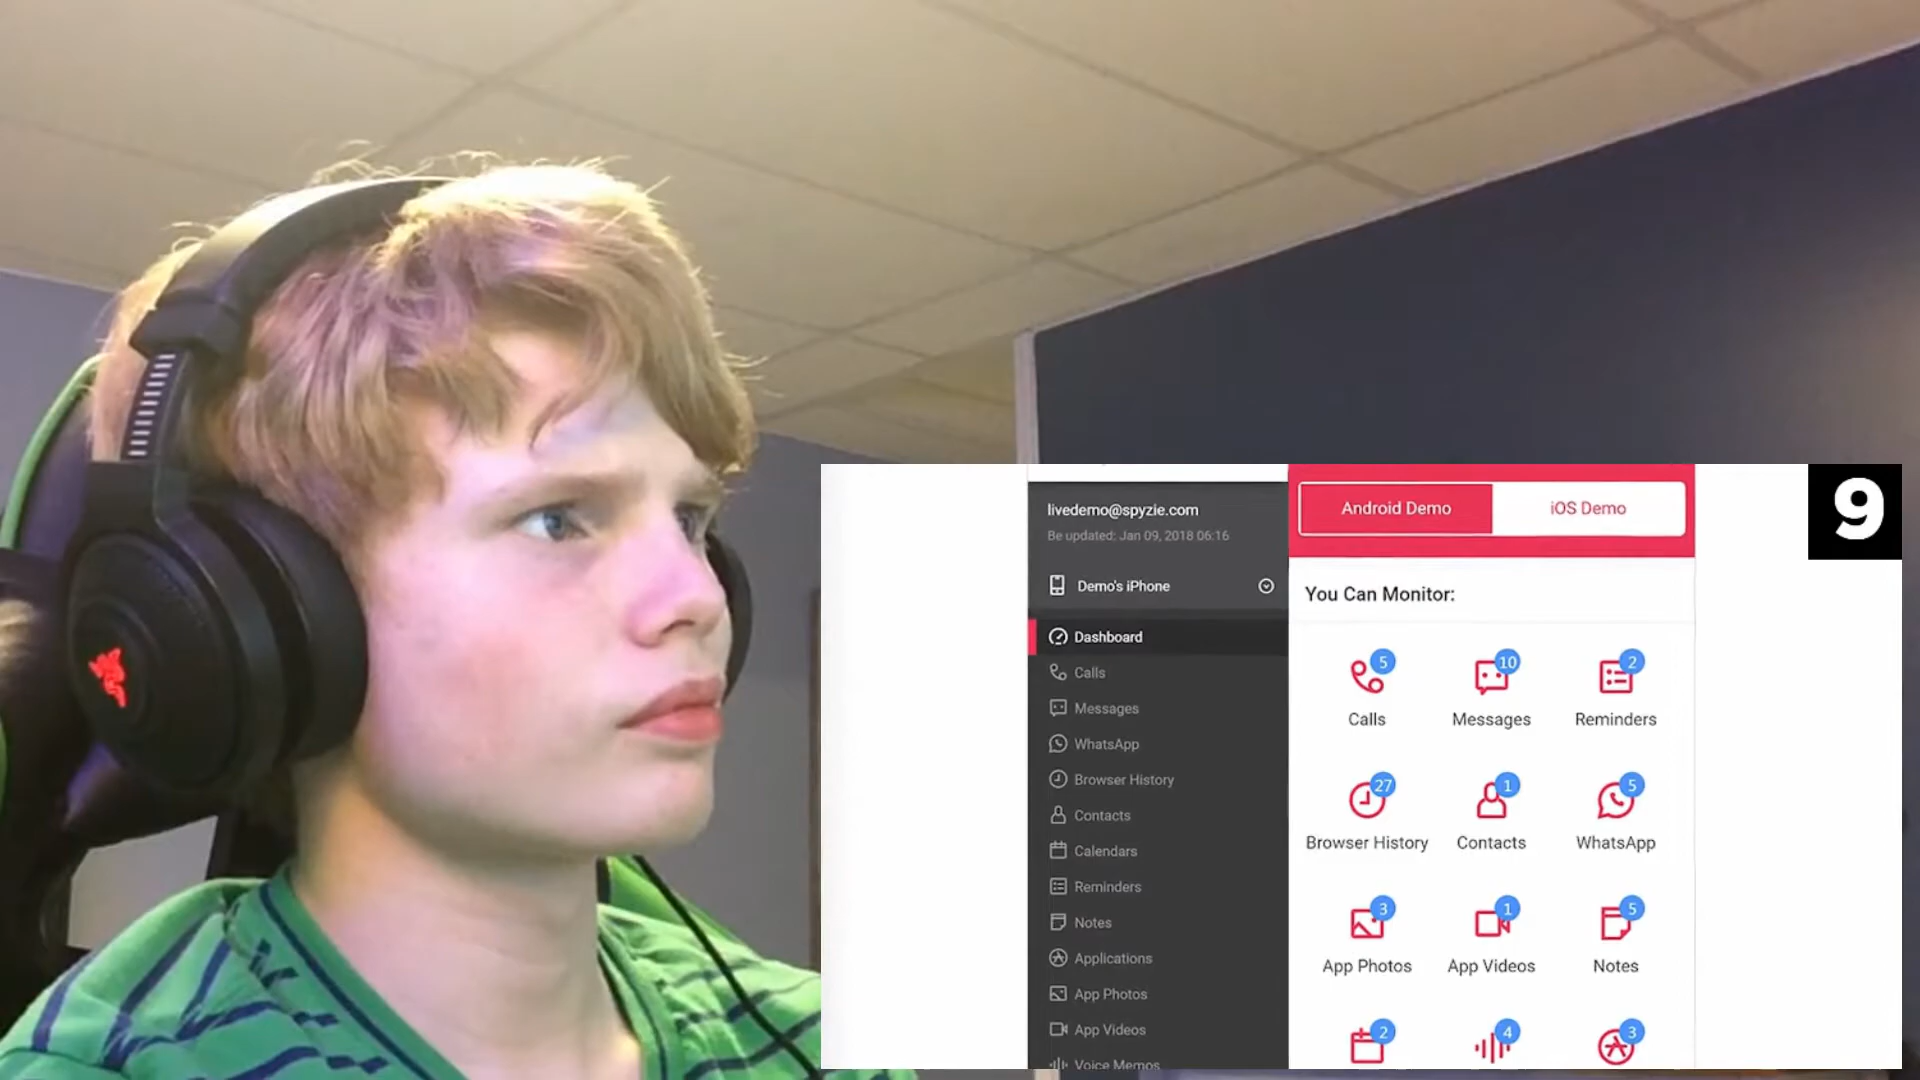 livedemo@spyzie.com
Be updated: Jan 09, 2018 06:16
Demo's iPhone
Dashboard
Calls
Messages
WhatsApp
Browser History
Contacts
Calendars
Reminders
Notes
Applications
App Photos
App Videos
Voice Memos
Android Demo
iOS Demo
You Can Monitor:
5
10
2
Calls
Messages
Reminders
27
1
5
Browser History
Contacts
WhatsApp
3
1
5
App Photos
App Videos
Notes
2
4
3
9